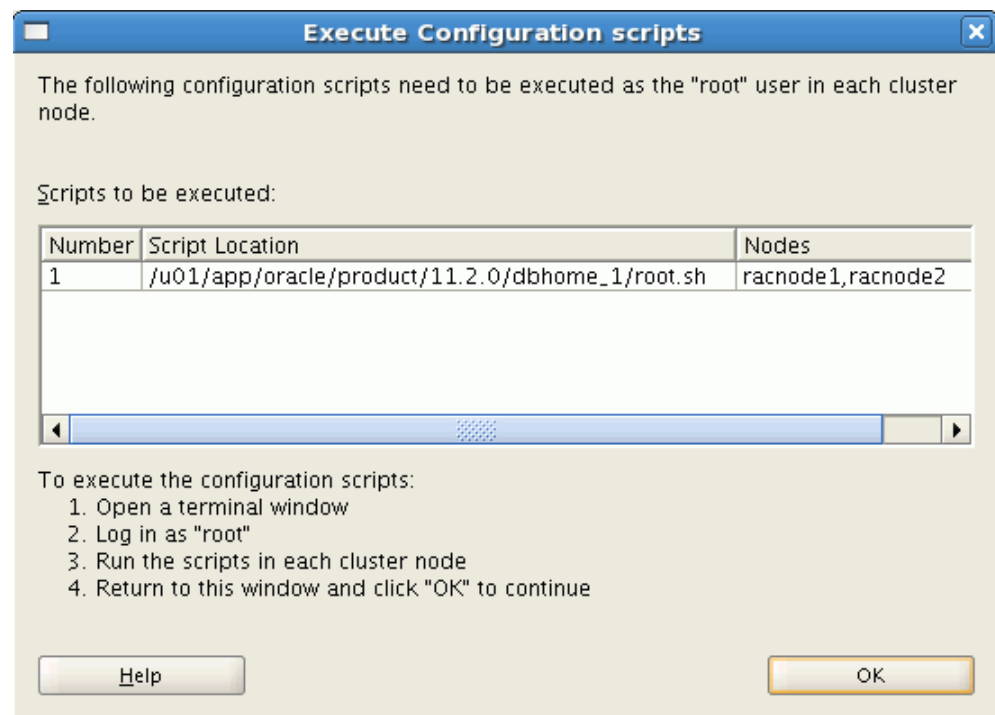 Execute Configuration scripts
The following configuration scripts need to be executed as the "root" user in each cluster
node.
Scripts to be executed:
Number Script Location Nodes
1 /u01/app/oracle/product/11.2.0/dbhome_1/root.sh racnode1,racnode2
To execute the configuration scripts:
1. Open a terminal window
2. Log in as "root"
3. Run the scripts in each cluster node
4. Return to this window and click "OK" to continue
Help OK